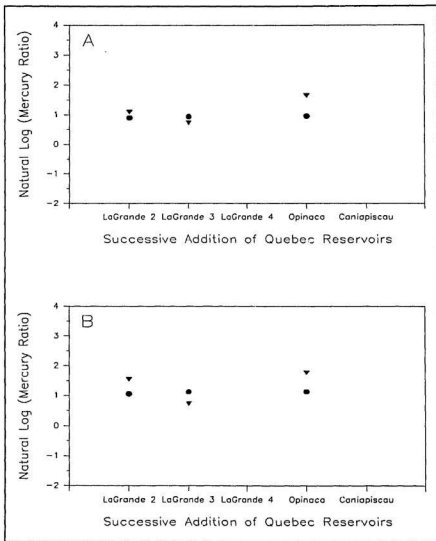 A
Natural Log (Mercury Ratio)
4
3
2
1
0
-1
-2
LaGrande 2 LaGrande 3 LaGrande 4 Opinaca Caniapiscau
Successive Addition of Quebec Reservoirs
B
Natural Log (Mercury Ratio)
4
3
2
1
0
-1
-2
LaGrande 2 LaGrande 3 LaGrande 4 Opinaca Caniapiscau
Successive Addition of Quebec Reservoirs